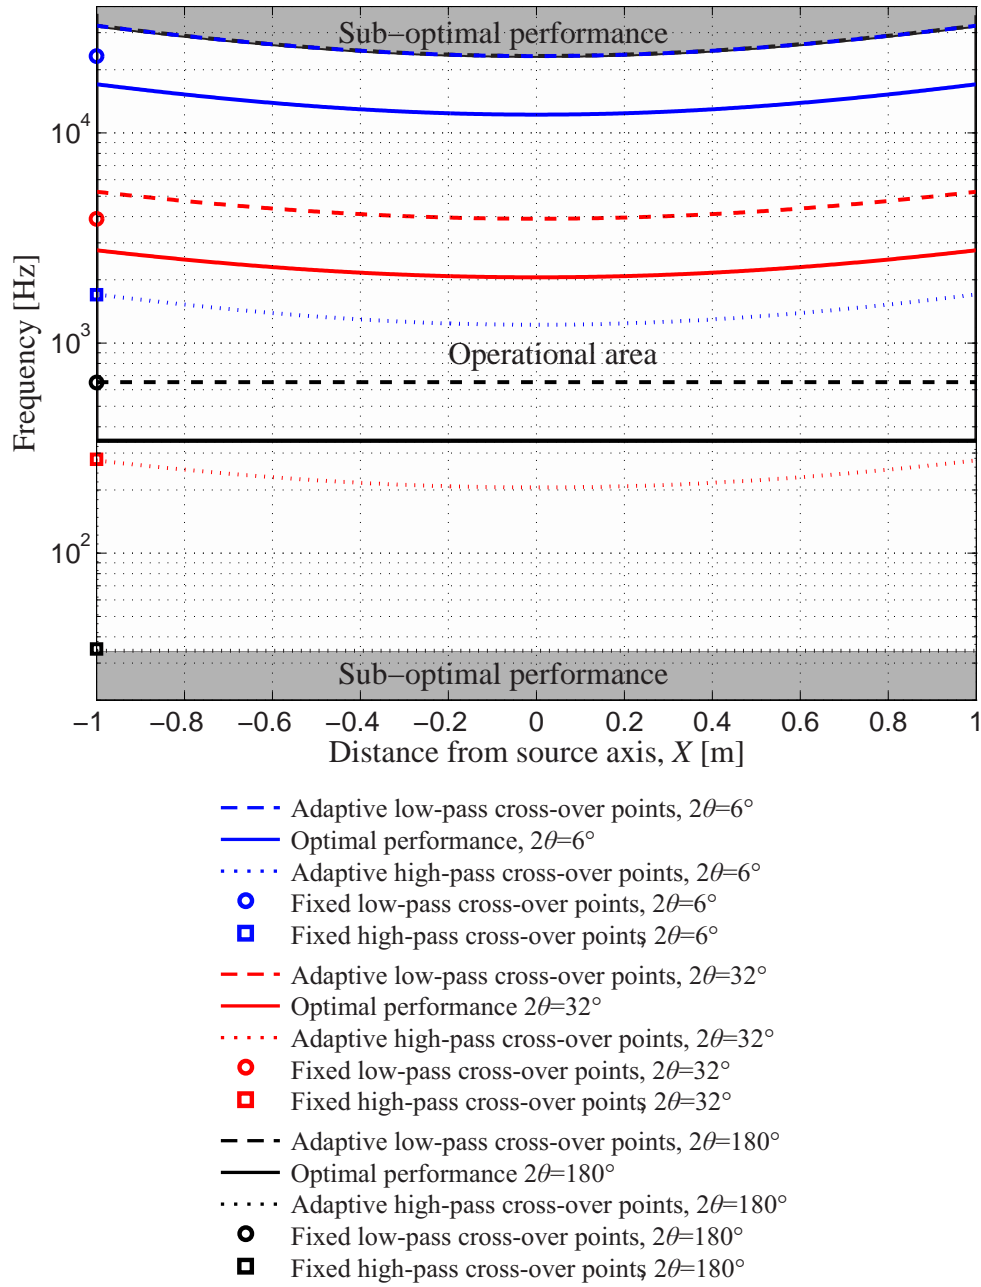 Sub−optimal performance
10⁴
10³
10²
Frequency [Hz]
Operational area
Sub−optimal performance
−1 −0.8 −0.6 −0.4 −0.2 0 0.2 0.4 0.6 0.8 1
Distance from source axis, X [m]
Adaptive low-pass cross-over points, 2θ=6°
Optimal performance, 2θ=6°
Adaptive high-pass cross-over points, 2θ=6°
Fixed low-pass cross-over points, 2θ=6°
Fixed high-pass cross-over points, 2θ=6°
Adaptive low-pass cross-over points, 2θ=32°
Optimal performance 2θ=32°
Adaptive high-pass cross-over points, 2θ=32°
Fixed low-pass cross-over points, 2θ=32°
Fixed high-pass cross-over points, 2θ=32°
Adaptive low-pass cross-over points, 2θ=180°
Optimal performance 2θ=180°
Adaptive high-pass cross-over points, 2θ=180°
Fixed low-pass cross-over points, 2θ=180°
Fixed high-pass cross-over points, 2θ=180°